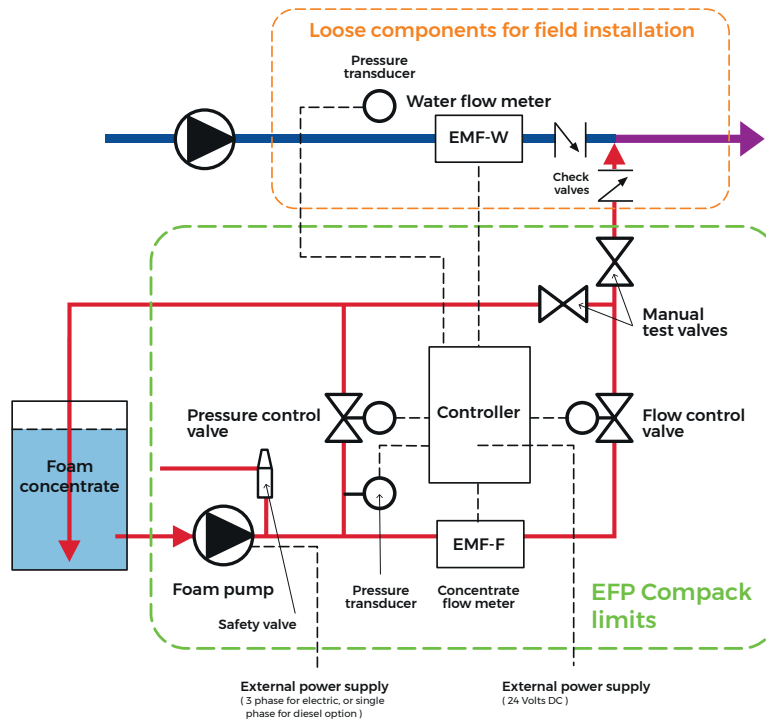 Loose components for field installation
Pressure
transducer
Water flow meter
EMF-W
Check
valves
Manual
test valves
Pressure control
valve
Controller
Flow control
valve
Foam
concentrate
EMF-F
Foam pump
Pressure
transducer
Concentrate
flow meter
EFP Compack
limits
Safety valve
External power supply
( 3 phase for electric, or single
phase for diesel option )
External power supply
( 24 Volts DC )